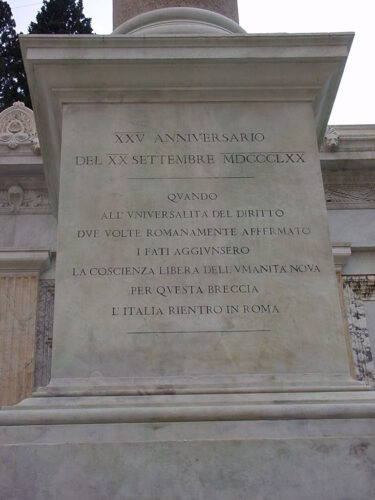 XXV ANNIVERSARIO
DEL XX SETTEMBRE MDCCCLXX
QVANDO
ALL'VNIVERSALITÀ DEL DIRITTO
DVE VOLTE ROMANAMENTE AFFERMATO
I FATI AGGIVNSERO
LA COSCIENZA LIBERA DELL'VMANITÀ NOVA
PER QVESTA BRECCIA
L'ITALIA RIENTRO IN ROMA